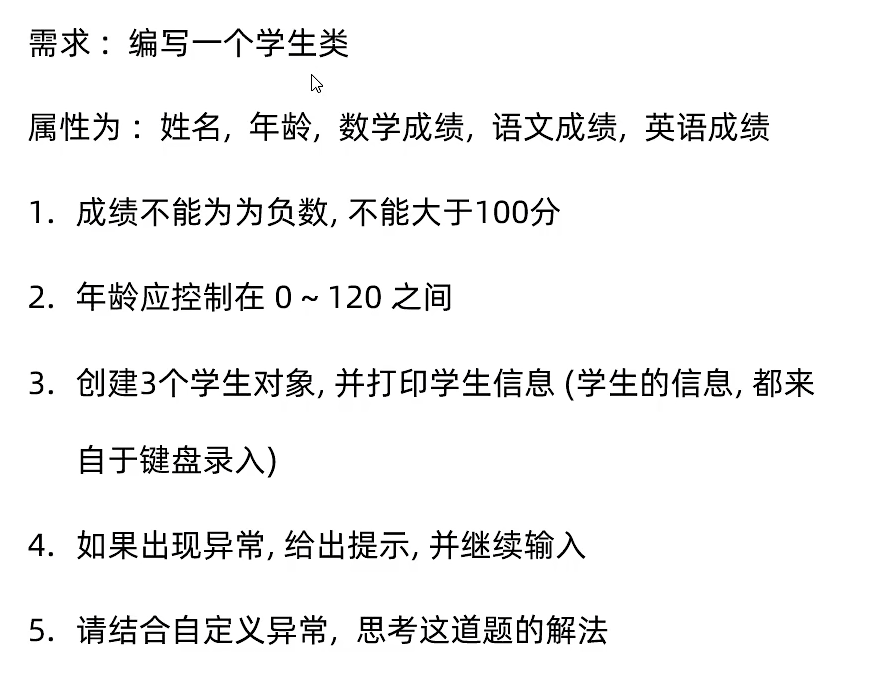 需求：编写一个学生类
属性为：姓名, 年龄, 数学成绩, 语文成绩, 英语成绩
1. 成绩不能为为负数, 不能大于100分
2. 年龄应控制在 0 ~ 120 之间
3. 创建3个学生对象, 并打印学生信息 (学生的信息, 都来
自于键盘录入)
4. 如果出现异常, 给出提示, 并继续输入
5. 请结合自定义异常, 思考这道题的解法